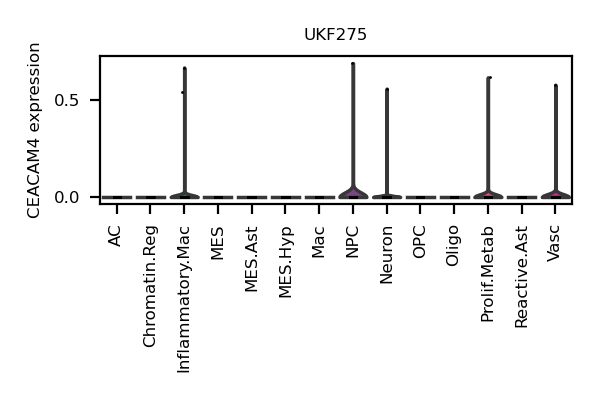 UKF275
CEACAM4 expression
0.5
0.0
AC
Chromatin.Reg
Inflammatory.Mac
MES
MES.Ast
MES.Hyp
Mac
NPC
Neuron
OPC
Oligo
Prolif.Metab
Reactive.Ast
Vasc